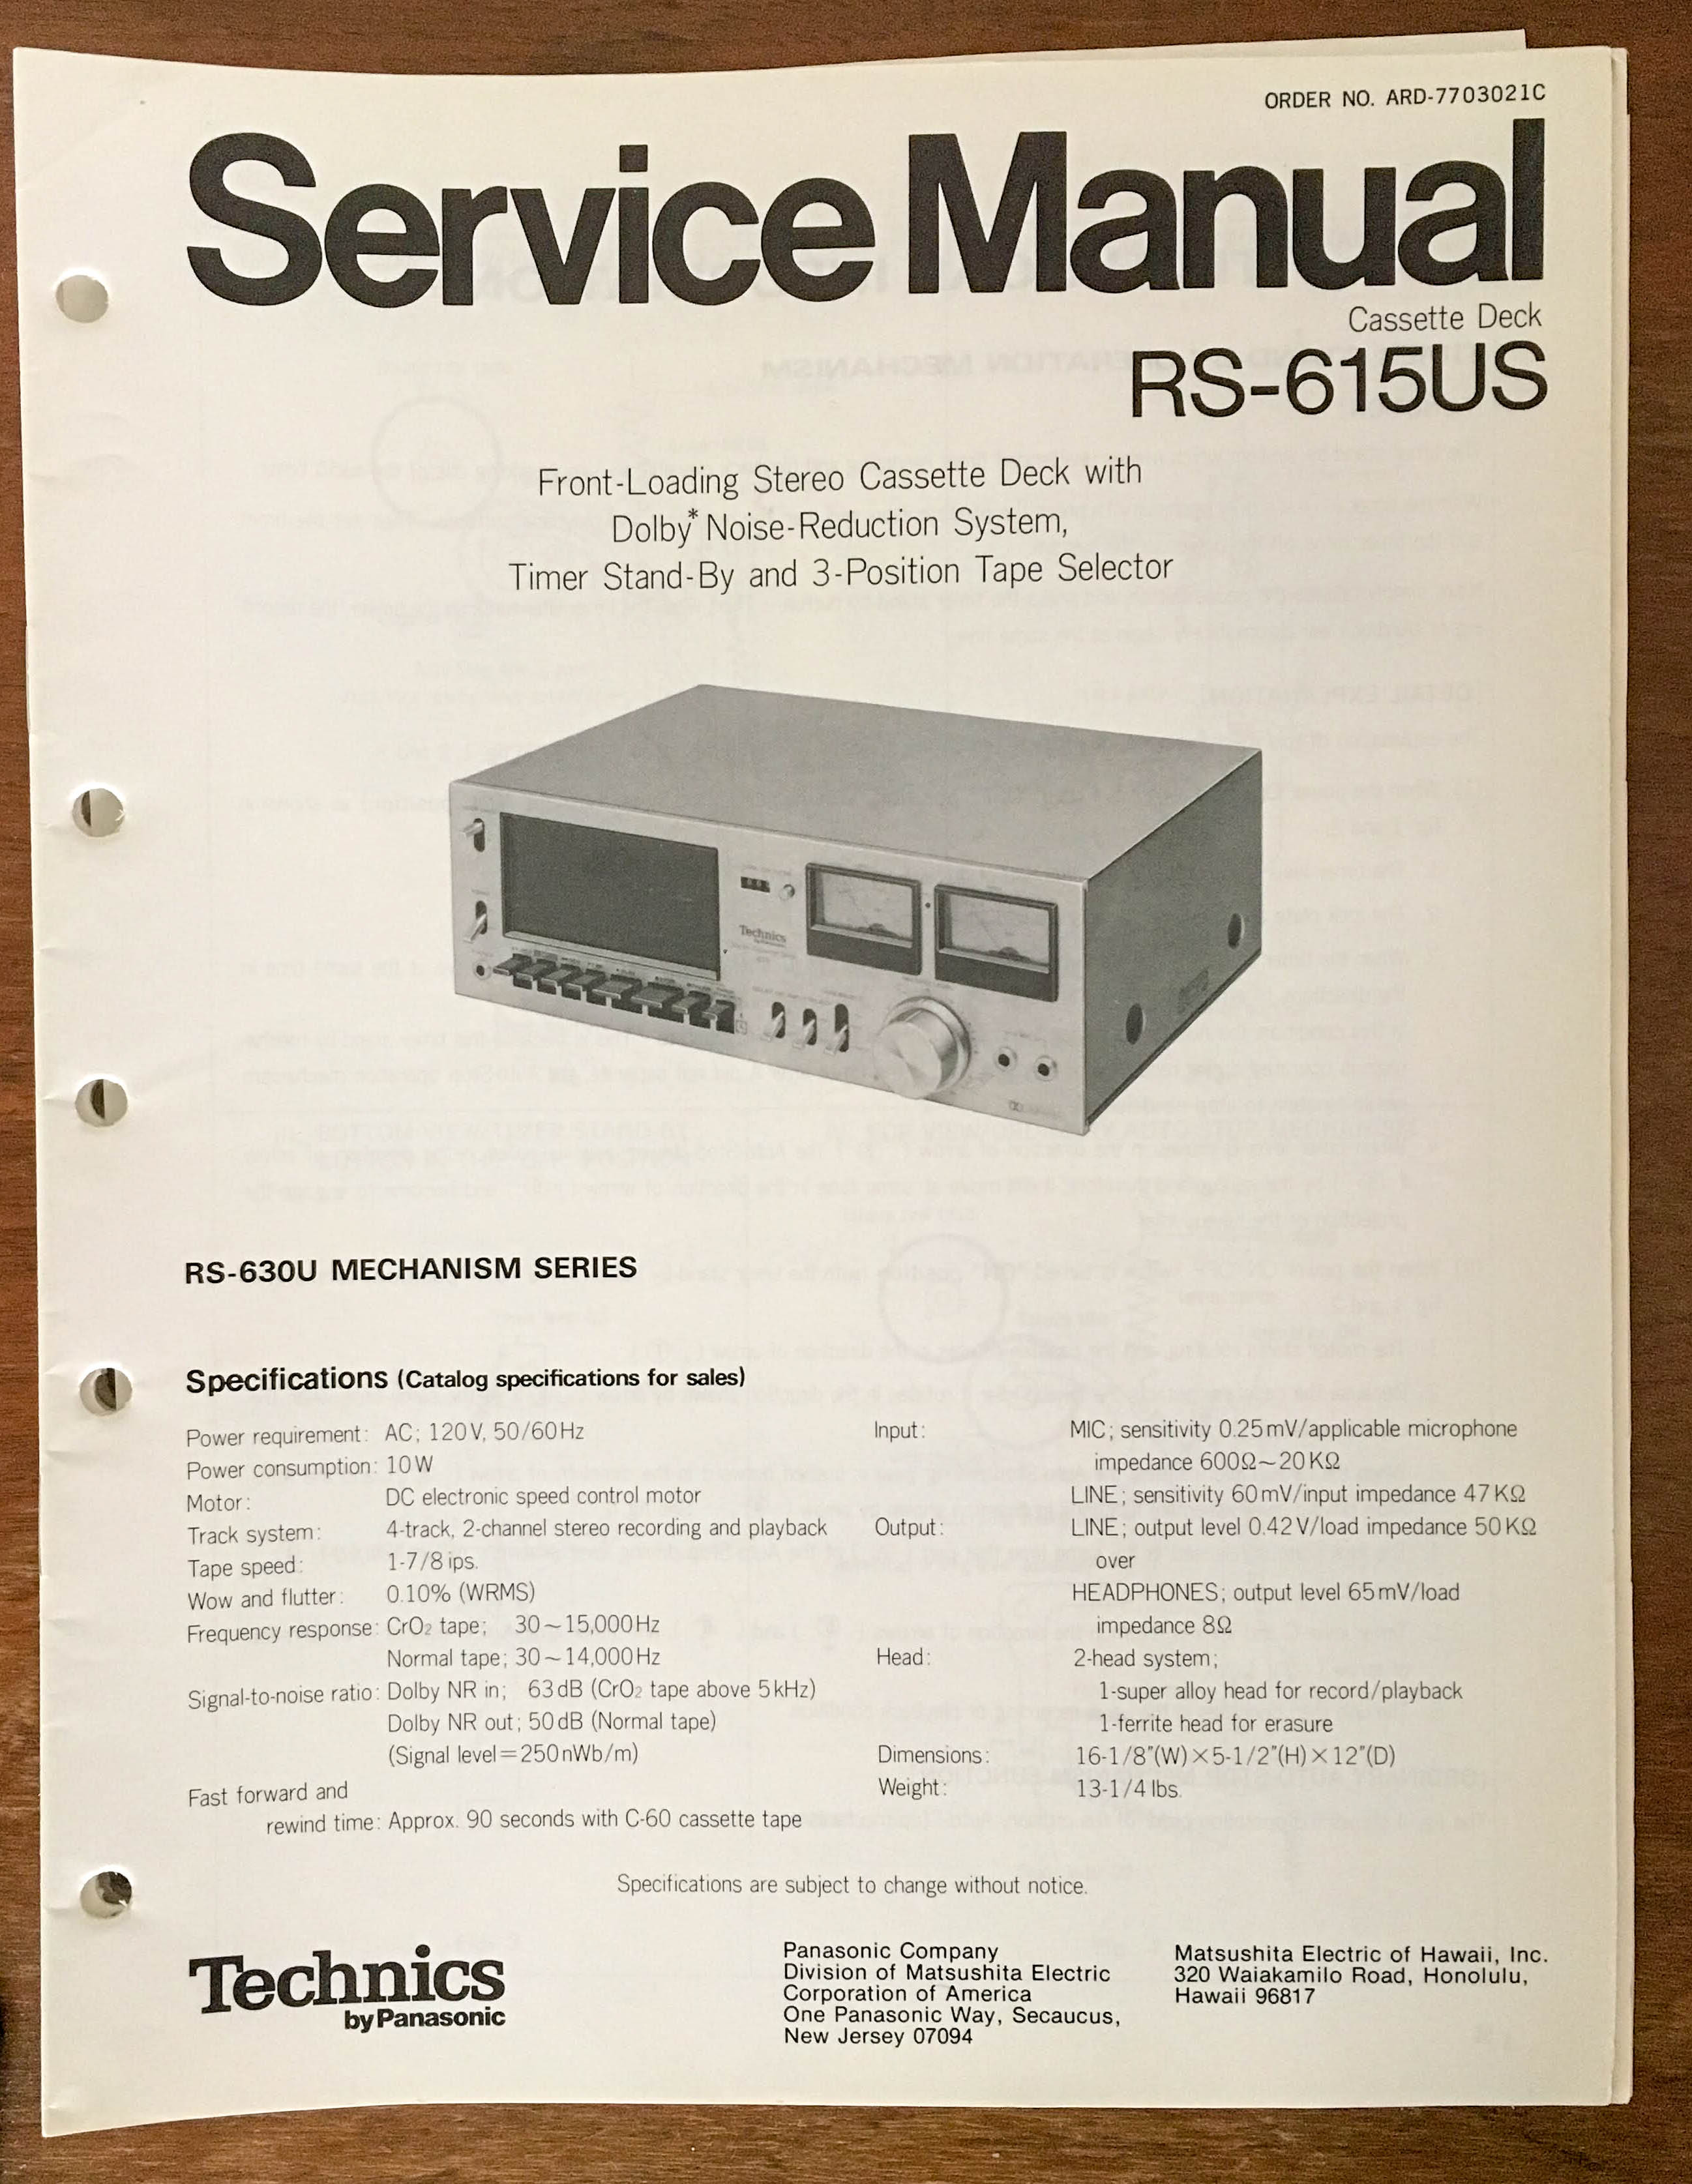 ORDER NO. ARD-7703021C
Service Manual
Cassette Deck
RS-615US
Front-Loading Stereo Cassette Deck with
Dolby* Noise-Reduction System,
Timer Stand-By and 3-Position Tape Selector
Technics
RS-630U MECHANISM SERIES
Specifications (Catalog specifications for sales)
Power requirement: AC; 120V, 50/60Hz
Power consumption: 10W
Motor: DC electronic speed control motor
Track system: 4-track, 2-channel stereo recording and playback
Tape speed: 1-7/8 ips.
Wow and flutter: 0.10% (WRMS)
Frequency response: CrO₂ tape; 30~15,000Hz
Normal tape; 30~14,000Hz
Signal-to-noise ratio: Dolby NR in; 63dB (CrO₂ tape above 5kHz)
Dolby NR out; 50dB (Normal tape)
(Signal level=250nWb/m)
Fast forward and
rewind time: Approx. 90 seconds with C-60 cassette tape
Input: MIC; sensitivity 0.25mV/applicable microphone
impedance 600Ω~20KΩ
LINE; sensitivity 60mV/input impedance 47KΩ
Output: LINE; output level 0.42V/load impedance 50KΩ
over
HEADPHONES; output level 65mV/load
impedance 8Ω
Head: 2-head system;
1-super alloy head for record/playback
1-ferrite head for erasure
Dimensions: 16-1/8"(W)×5-1/2"(H)×12"(D)
Weight: 13-1/4 lbs.
Specifications are subject to change without notice.
Technics
by Panasonic
Panasonic Company
Division of Matsushita Electric
Corporation of America
One Panasonic Way, Secaucus,
New Jersey 07094
Matsushita Electric of Hawaii, Inc.
320 Waiakamilo Road, Honolulu,
Hawaii 96817